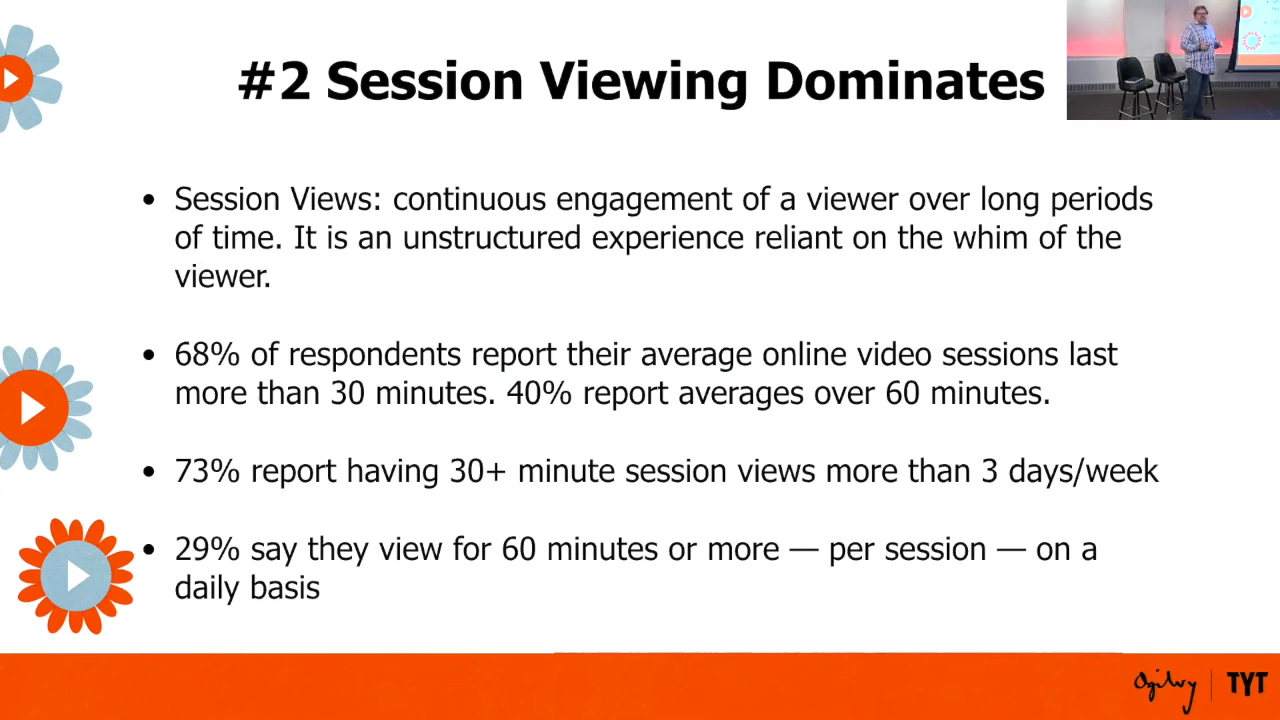 #2 Session Viewing Dominates
• Session Views: continuous engagement of a viewer over long periods
of time. It is an unstructured experience reliant on the whim of the
viewer.
• 68% of respondents report their average online video sessions last
more than 30 minutes. 40% report averages over 60 minutes.
• 73% report having 30+ minute session views more than 3 days/week
• 29% say they view for 60 minutes or more — per session — on a
daily basis
Ogilvy | TYT